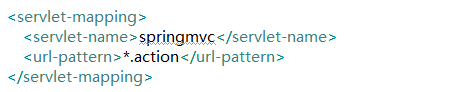 <servlet-mapping>
<servlet-name>springmvc</servlet-name>
<url-pattern>*.action</url-pattern>
</servlet-mapping>